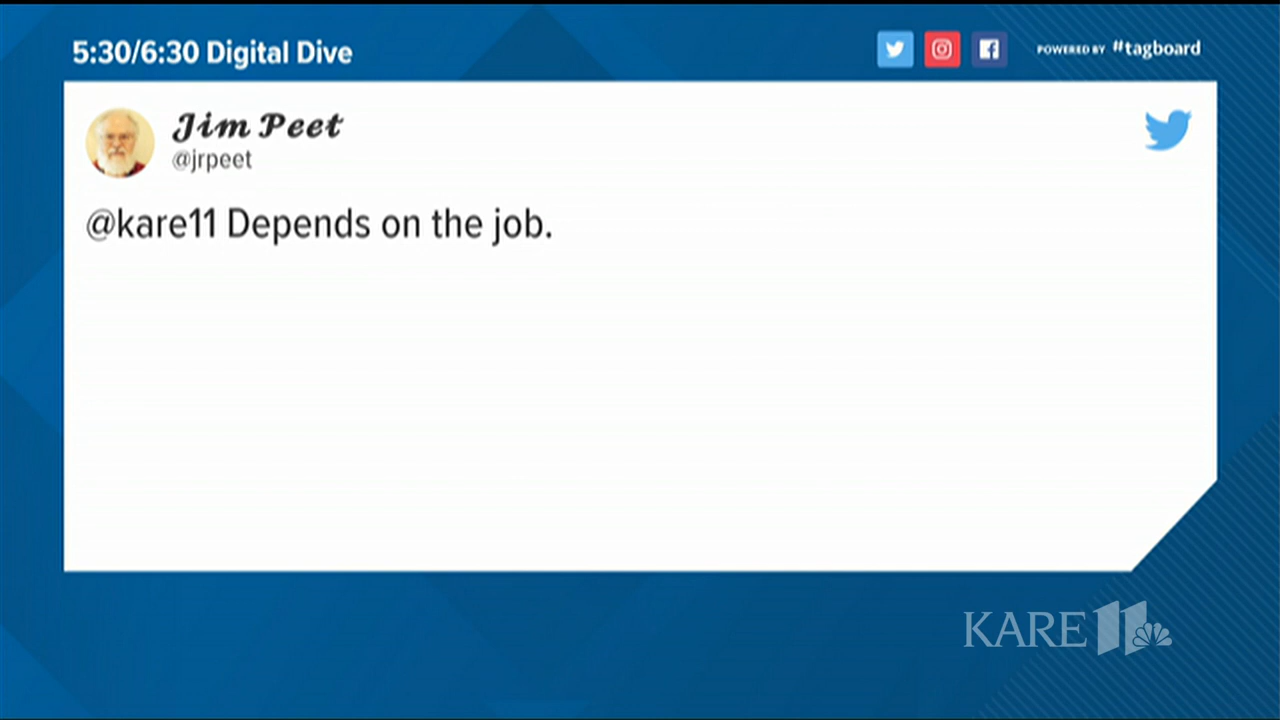 5:30/6:30 Digital Dive
POWERED BY #tagboard
Jim Peet
@jrpeet
@kare11 Depends on the job.
KARE 11